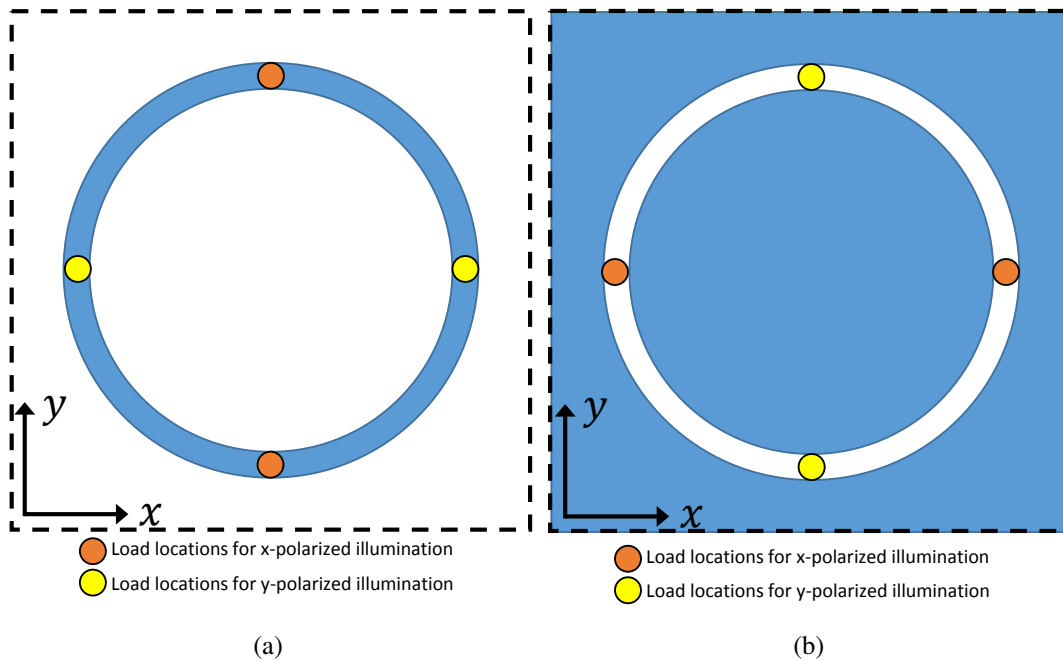 y
x
Load locations for x-polarized illumination
Load locations for y-polarized illumination
(a)
y
x
Load locations for x-polarized illumination
Load locations for y-polarized illumination
(b)